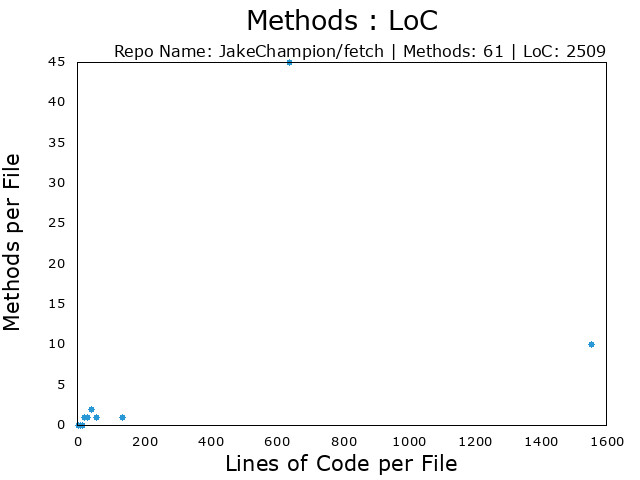 Methods : LoC
Repo Name: JakeChampion/fetch | Methods: 61 | LoC: 2509
Methods per File
45
40
35
30
25
20
15
10
5
0
0 200 400 600 800 1000 1200 1400 1600
Lines of Code per File